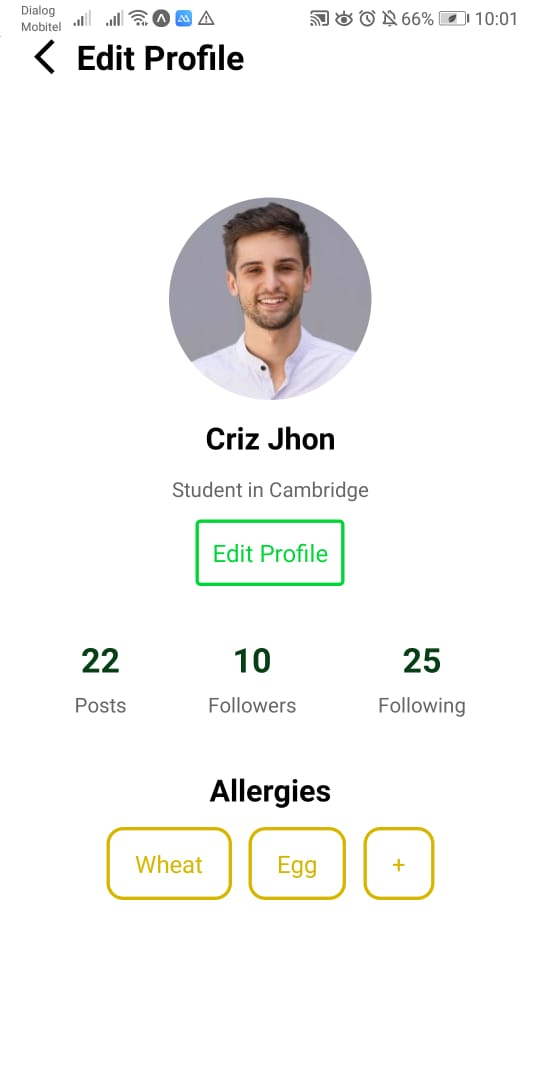 Dialog
Mobitel
66% 10:01
Edit Profile
Criz Jhon
Student in Cambridge
Edit Profile
22 10 25
Posts Followers Following
Allergies
Wheat Egg +